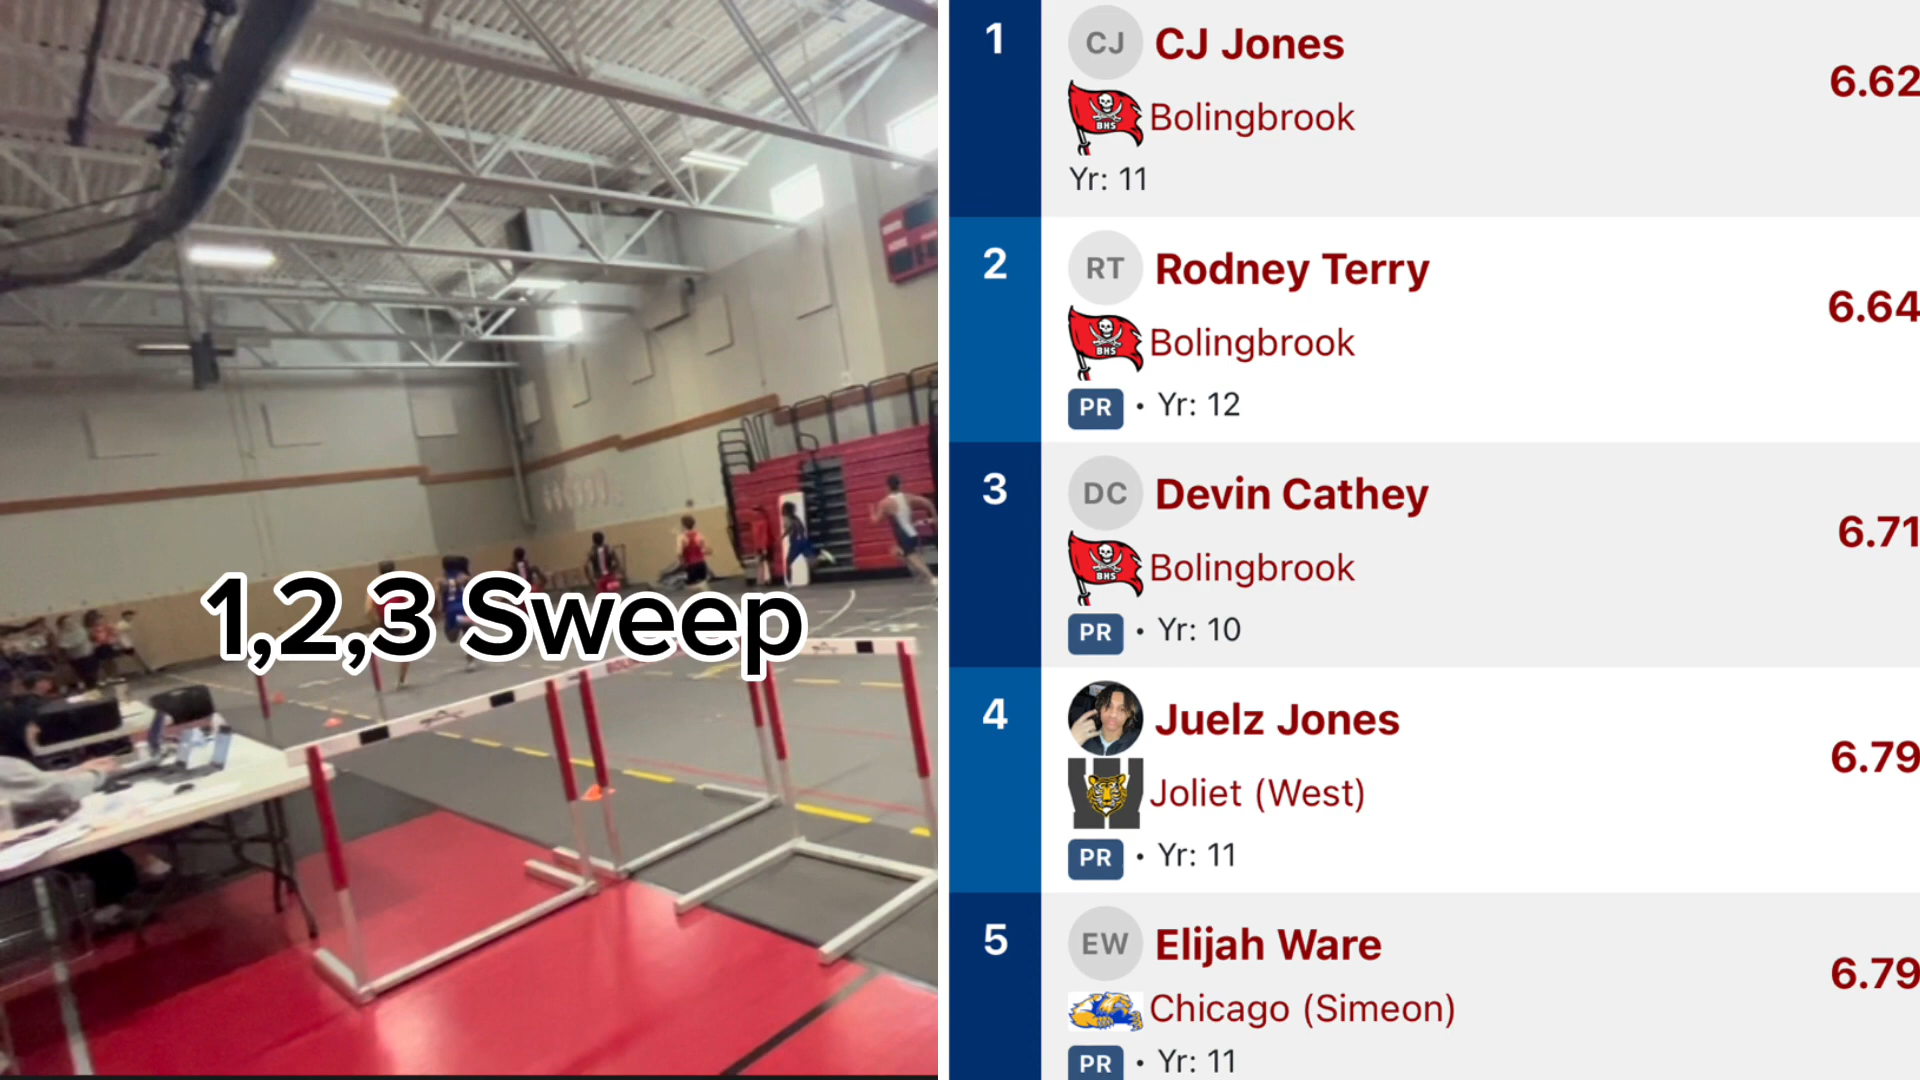 1,2,3 Sweep
1
CJ
CJ Jones
6.62
BHS
Bolingbrook
Yr: 11
2
RT
Rodney Terry
6.64
BHS
Bolingbrook
PR • Yr: 12
3
DC
Devin Cathey
6.71
BHS
Bolingbrook
PR • Yr: 10
4
Juelz Jones
6.79
Joliet (West)
PR • Yr: 11
5
EW
Elijah Ware
6.79
Chicago (Simeon)
PR • Yr: 11